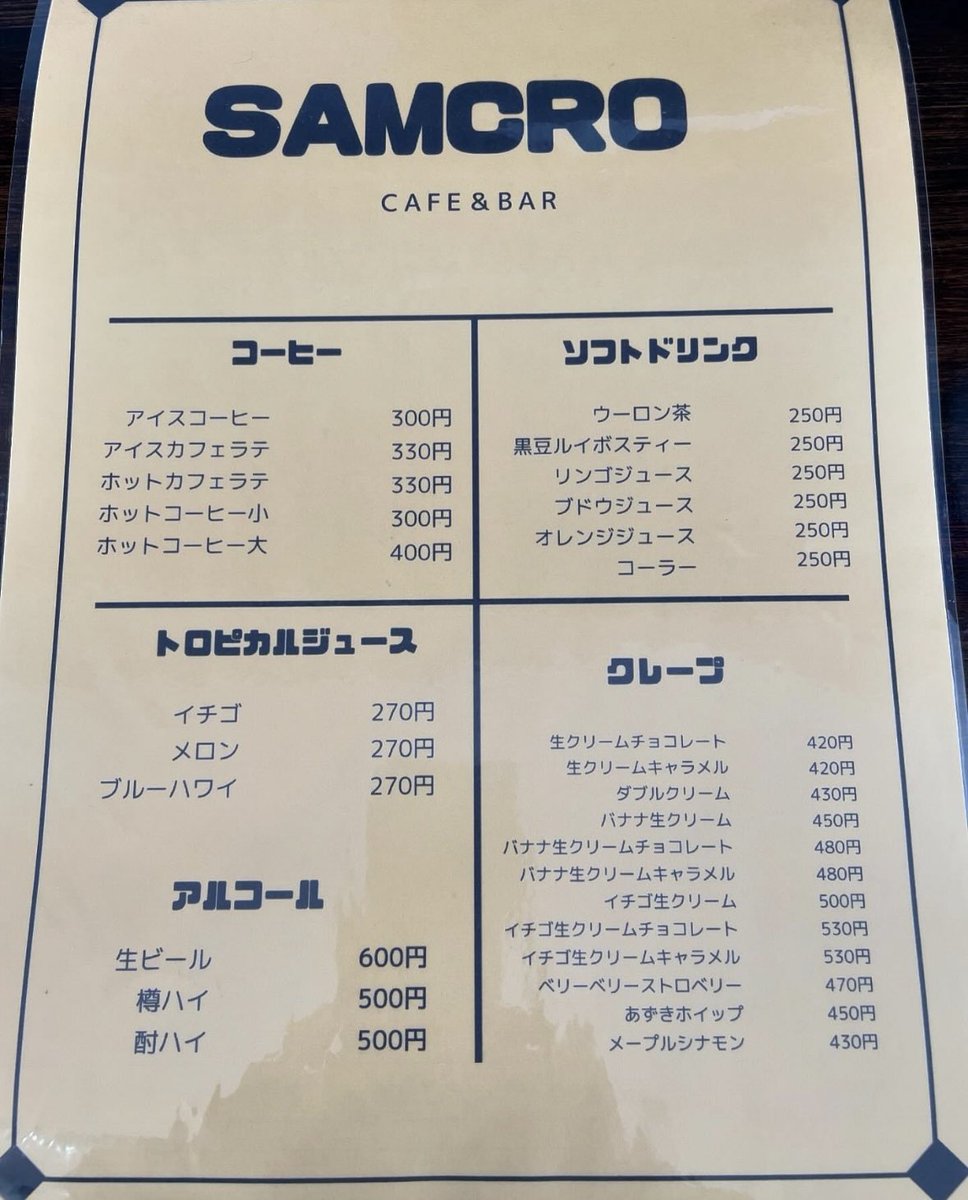 SAMCRO
CAFE & BAR
コーヒー
アイスコーヒー 300円
アイスカフェラテ 330円
ホットカフェラテ 330円
ホットコーヒー小 300円
ホットコーヒー大 400円
ソフトドリンク
ウーロン茶 250円
黒豆ルイボスティー 250円
リンゴジュース 250円
ブドウジュース 250円
オレンジジュース 250円
コーラー 250円
トロピカルジュース
イチゴ 270円
メロン 270円
ブルーハワイ 270円
アルコール
生ビール 600円
樽ハイ 500円
酎ハイ 500円
クレープ
生クリームチョコレート 420円
生クリームキャラメル 420円
ダブルクリーム 430円
バナナ生クリーム 450円
バナナ生クリームチョコレート 480円
バナナ生クリームキャラメル 480円
イチゴ生クリーム 500円
イチゴ生クリームチョコレート 530円
イチゴ生クリームキャラメル 530円
ベリーベリーストロベリー 470円
あずきホイップ 450円
メープルシナモン 430円